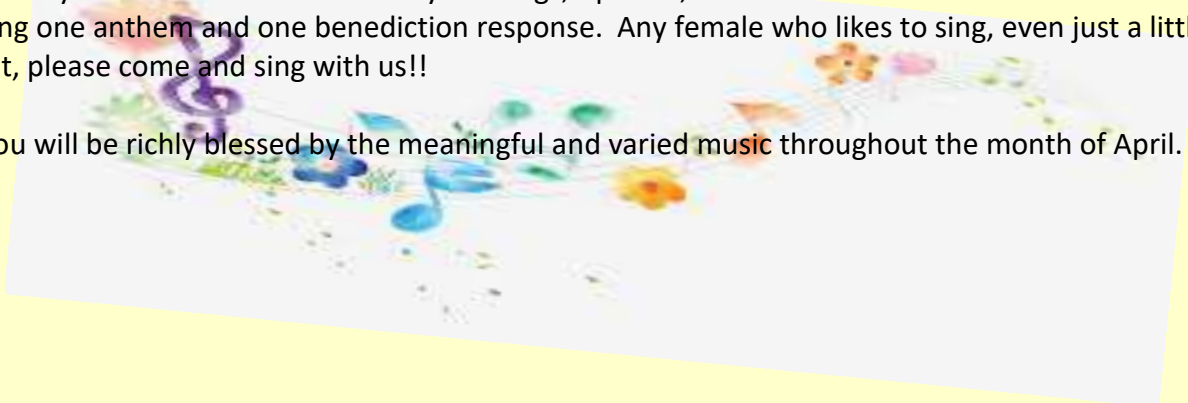 ng one anthem and one benediction response.  Any female who likes to sing, even just a littl
t, please come and sing with us!!
ou will be richly blessed by the meaningful and varied music throughout the month of April.